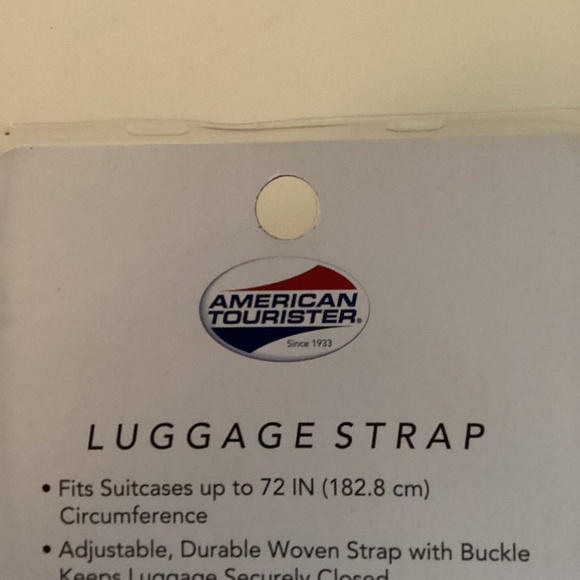 AMERICAN
TOURISTER®
Since 1933
LUGGAGE STRAP
• Fits Suitcases up to 72 IN (182.8 cm)
Circumference
• Adjustable, Durable Woven Strap with Buckle
Keeps Luggage Securely Closed